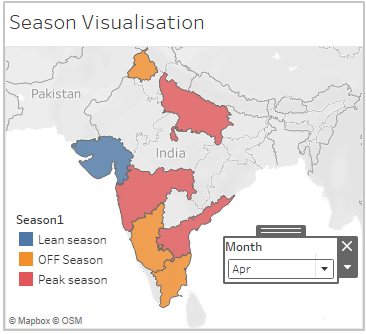 Season Visualisation
Pakistan
India
Season1
Lean season
OFF Season
Peak season
Month
Apr
© Mapbox © OSM